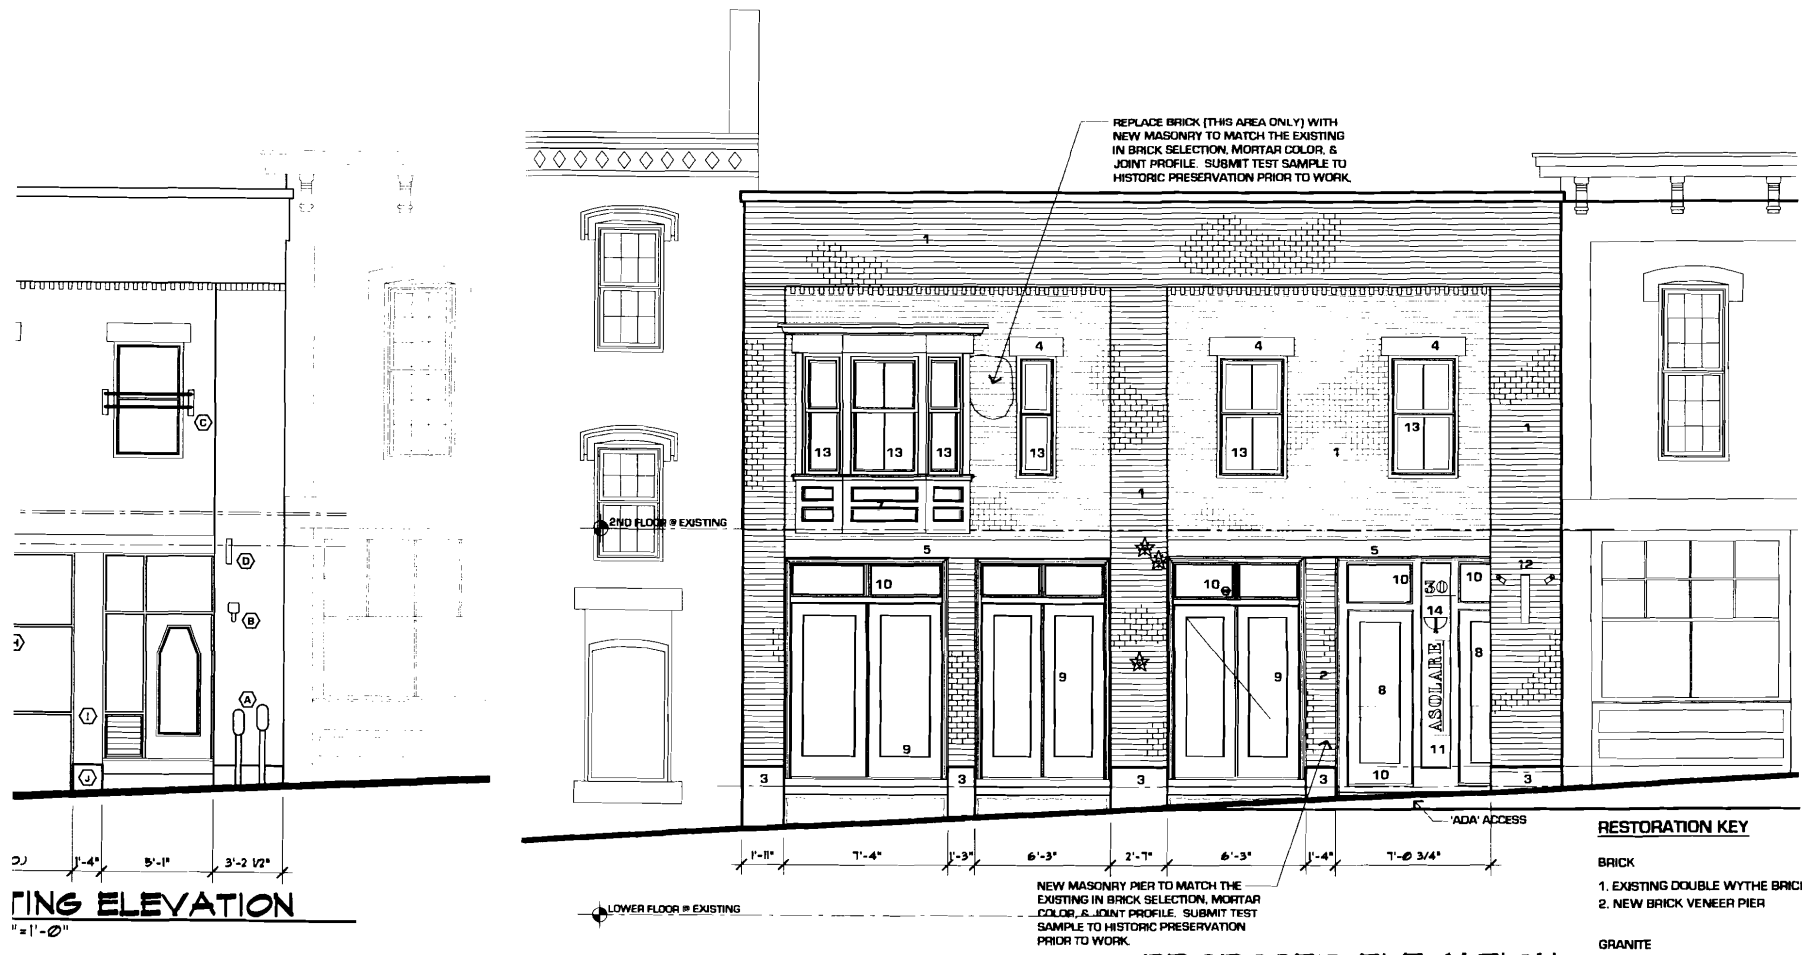 REPLACE BRICK (THIS AREA ONLY) WITH
NEW MASONRY TO MATCH THE EXISTING
IN BRICK SELECTION, MORTAR COLOR, &
JOINT PROFILE. SUBMIT TEST SAMPLE TO
HISTORIC PRESERVATION PRIOR TO WORK.
1
4
4
4
C
13
13
13
13
13
13
1
1
1
7
2ND FLOOR @ EXISTING
D
5
5
12
10
10
10
10
30
14
B
H
A
I
J
9
9
9
2
8
8
ASOLARE
11
10
3
3
3
3
3
'ADA' ACCESS
1'-4"
5'-1"
3'-2 1/2"
1'-11"
7'-4"
1'-3"
6'-3"
2'-7"
6'-3"
1'-4"
7'-0 3/4"
TING ELEVATION
"=1'-0"
LOWER FLOOR @ EXISTING
NEW MASONRY PIER TO MATCH THE
EXISTING IN BRICK SELECTION, MORTAR
COLOR, & JOINT PROFILE. SUBMIT TEST
SAMPLE TO HISTORIC PRESERVATION
PRIOR TO WORK.
RESTORATION KEY
BRICK
1. EXISTING DOUBLE WYTHE BRIC
2. NEW BRICK VENEER PIER
GRANITE